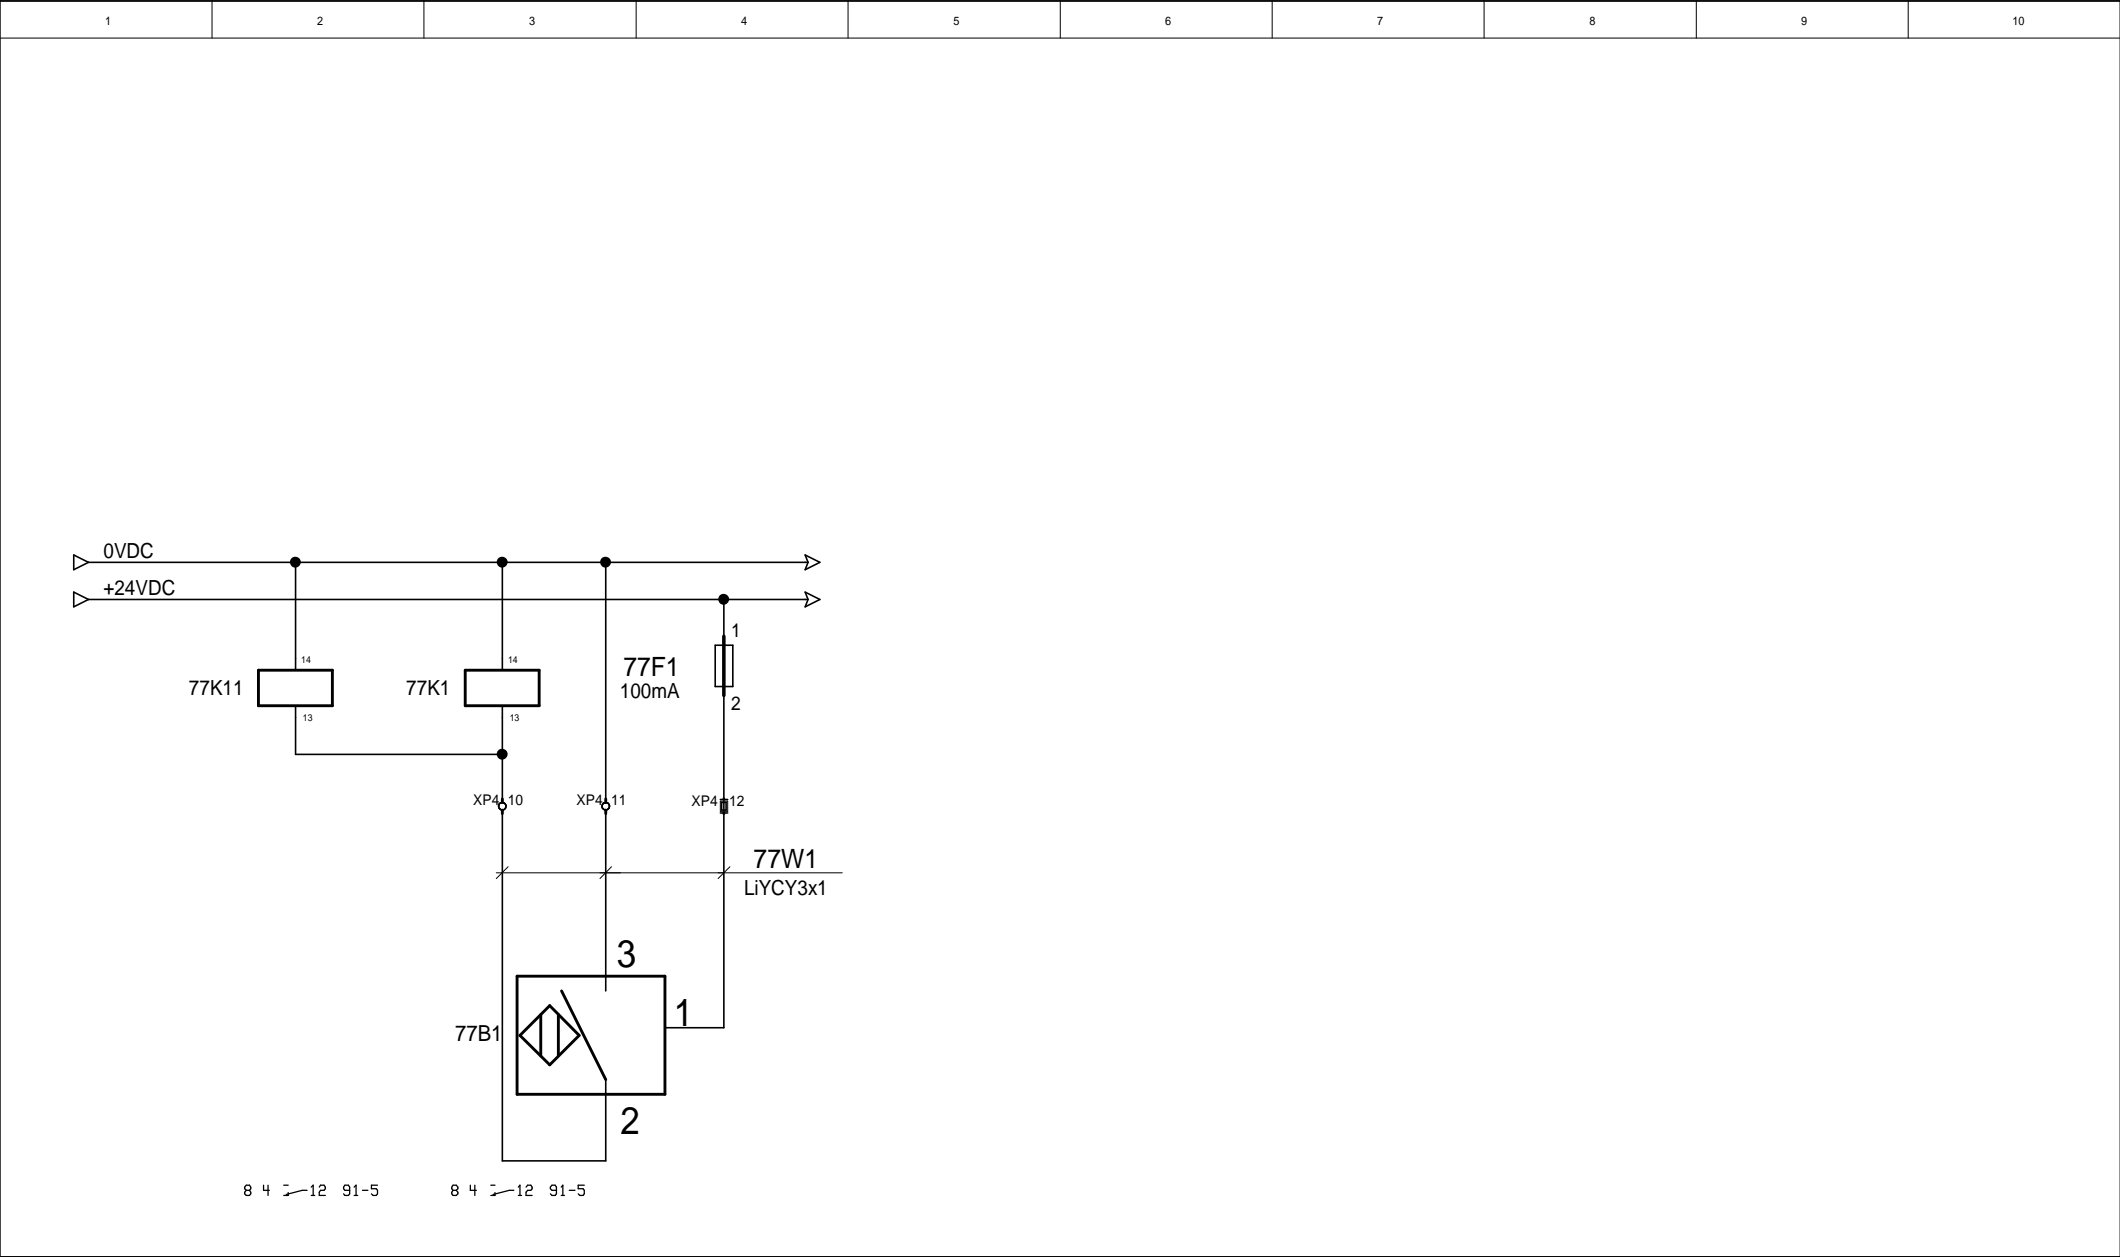 1 2 3 4 5 6 7 8 9 10
0VDC
+24VDC
1
14 14
77F1
77K11 77K1
100mA
2
13 13
XP4 10 XP4 11 XP4 12
77W1
LiYCY3x1
3
1
77B1
2
8 4 12 91-5 8 4 12 91-5